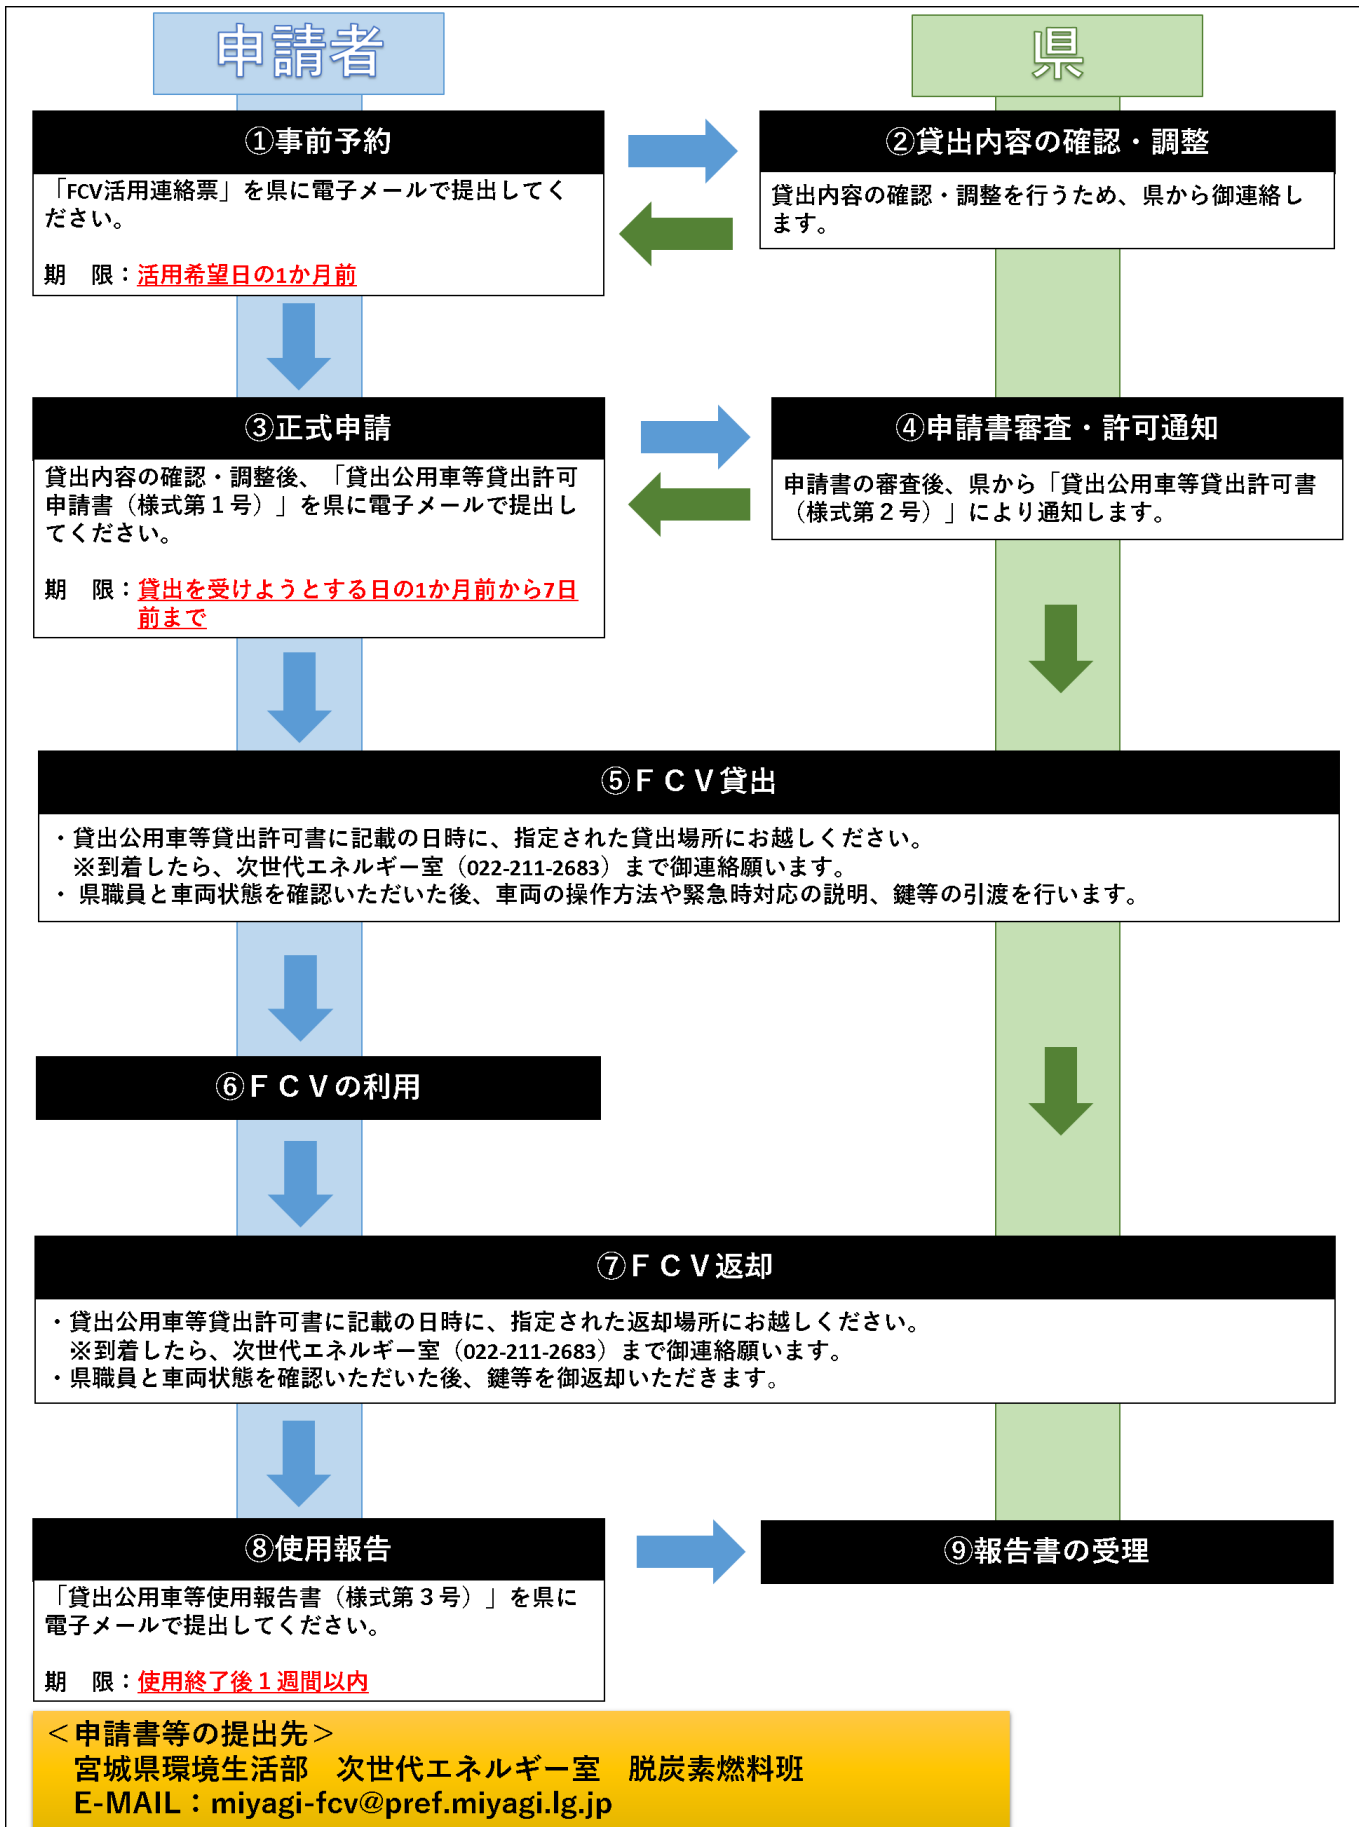 申請者
県
①事前予約
「FCV活用連絡票」を県に電子メールで提出してく
ださい。
期　限：活用希望日の1か月前
②貸出内容の確認・調整
貸出内容の確認・調整を行うため、県から御連絡し
ます。
③正式申請
貸出内容の確認・調整後、「貸出公用車等貸出許可
申請書（様式第１号）」を県に電子メールで提出し
てください。
期　限：貸出を受けようとする日の1か月前から7日
前まで
④申請書審査・許可通知
申請書の審査後、県から「貸出公用車等貸出許可書
（様式第２号）」により通知します。
⑤ＦＣＶ貸出
・貸出公用車等貸出許可書に記載の日時に、指定された貸出場所にお越しください。
※到着したら、次世代エネルギー室（022-211-2683）まで御連絡願います。
・県職員と車両状態を確認いただいた後、車両の操作方法や緊急時対応の説明、鍵等の引渡を行います。
⑥ＦＣＶの利用
⑦ＦＣＶ返却
・貸出公用車等貸出許可書に記載の日時に、指定された返却場所にお越しください。
※到着したら、次世代エネルギー室（022-211-2683）まで御連絡願います。
・県職員と車両状態を確認いただいた後、鍵等を御返却いただきます。
⑧使用報告
「貸出公用車等使用報告書（様式第３号）」を県に
電子メールで提出してください。
期　限：使用終了後１週間以内
⑨報告書の受理
＜申請書等の提出先＞
宮城県環境生活部　次世代エネルギー室　脱炭素燃料班
E-MAIL：miyagi-fcv@pref.miyagi.lg.jp